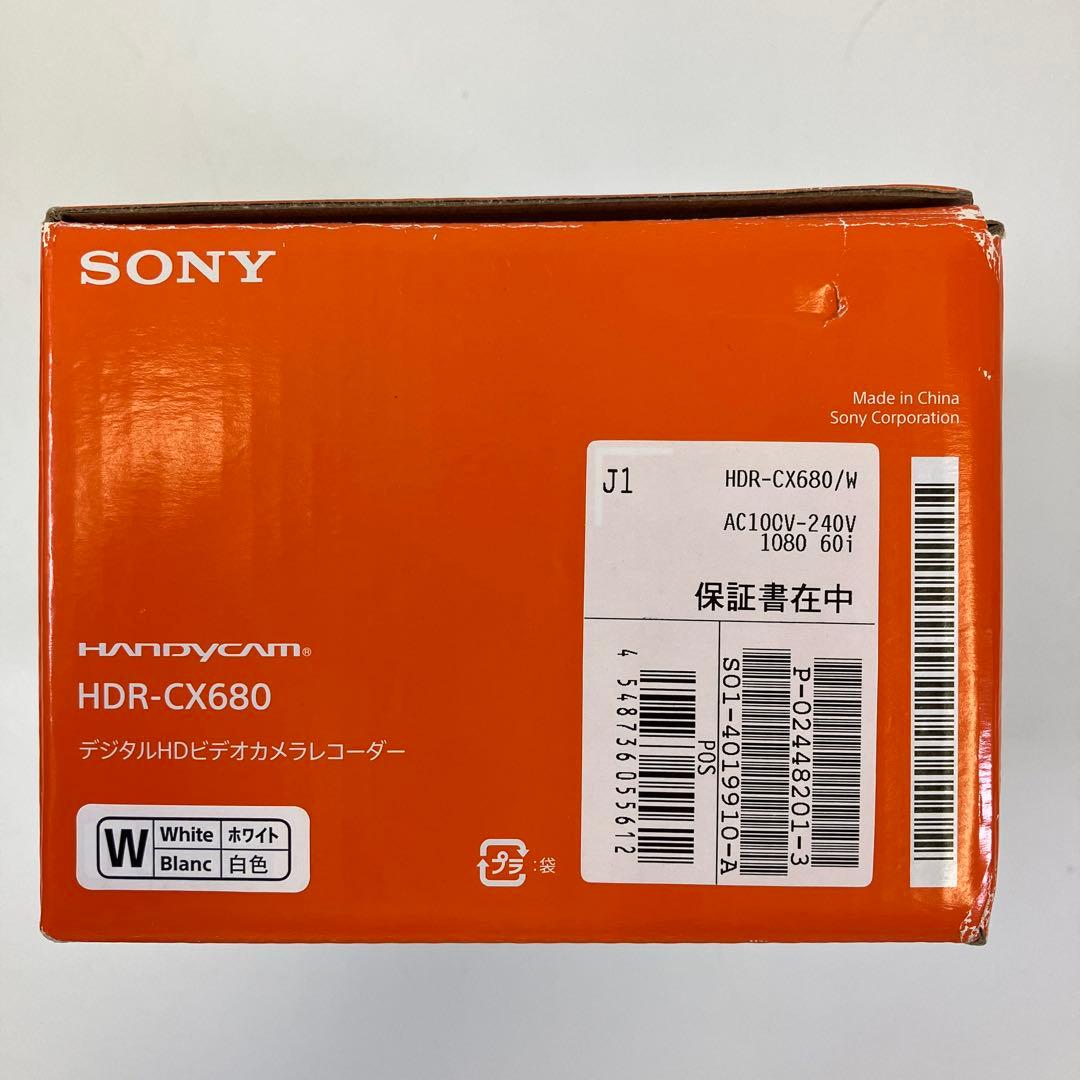 SONY
Made in China
Sony Corporation
J1
HDR-CX680/W
AC100V-240V
1080 60i
保証書在中
4 548736055612
POS
S01-4019910-A
P-02448201-3
HANDYCAM®
HDR-CX680
デジタルHDビデオカメラレコーダー
W
White ホワイト
Blanc 白色
プラ :袋